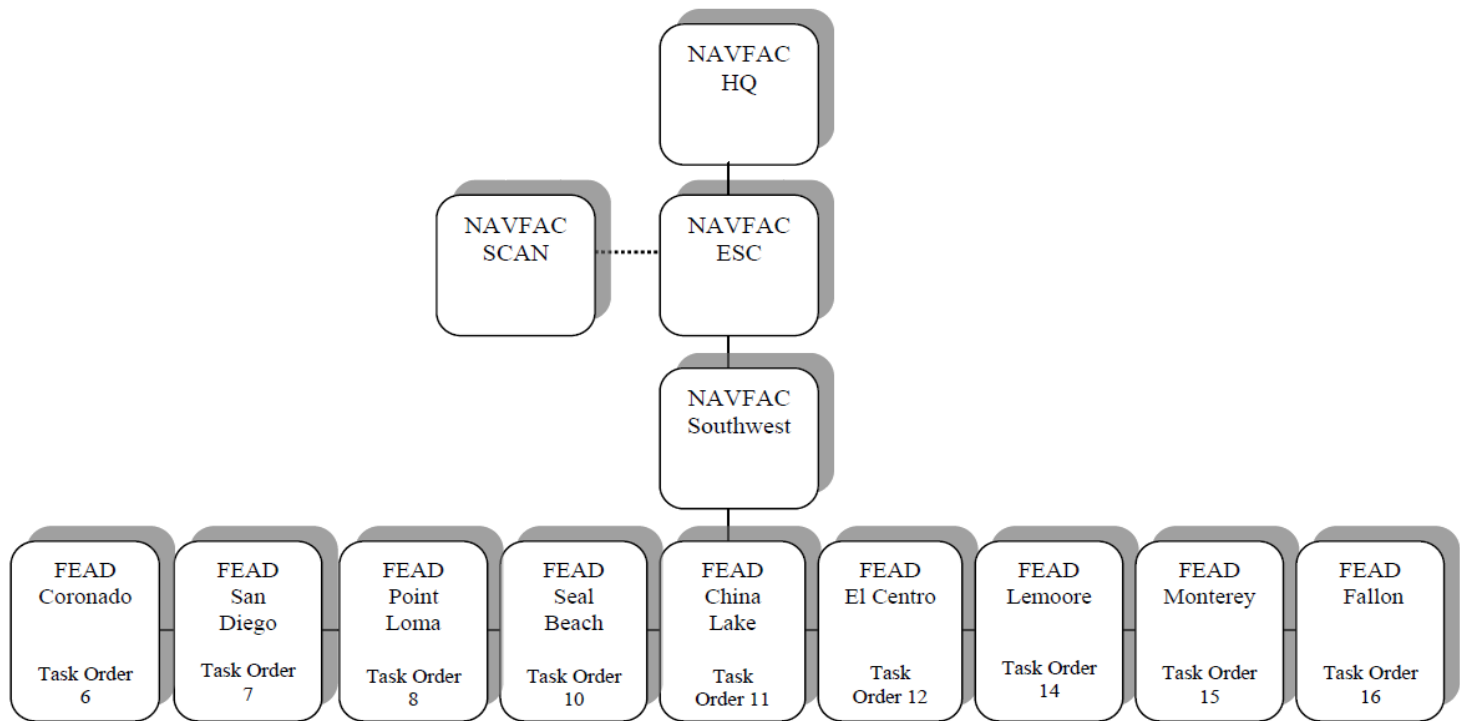 NAVFAC
HQ
NAVFAC
SCAN
NAVFAC
ESC
NAVFAC
Southwest
FEAD
Coronado
Task Order
6
FEAD
San
Diego
Task Order
7
FEAD
Point
Loma
Task Order
8
FEAD
Seal
Beach
Task Order
10
FEAD
China
Lake
Task
Order 11
FEAD
El Centro
Task
Order 12
FEAD
Lemoore
Task Order
14
FEAD
Monterey
Task Order
15
FEAD
Fallon
Task Order
16